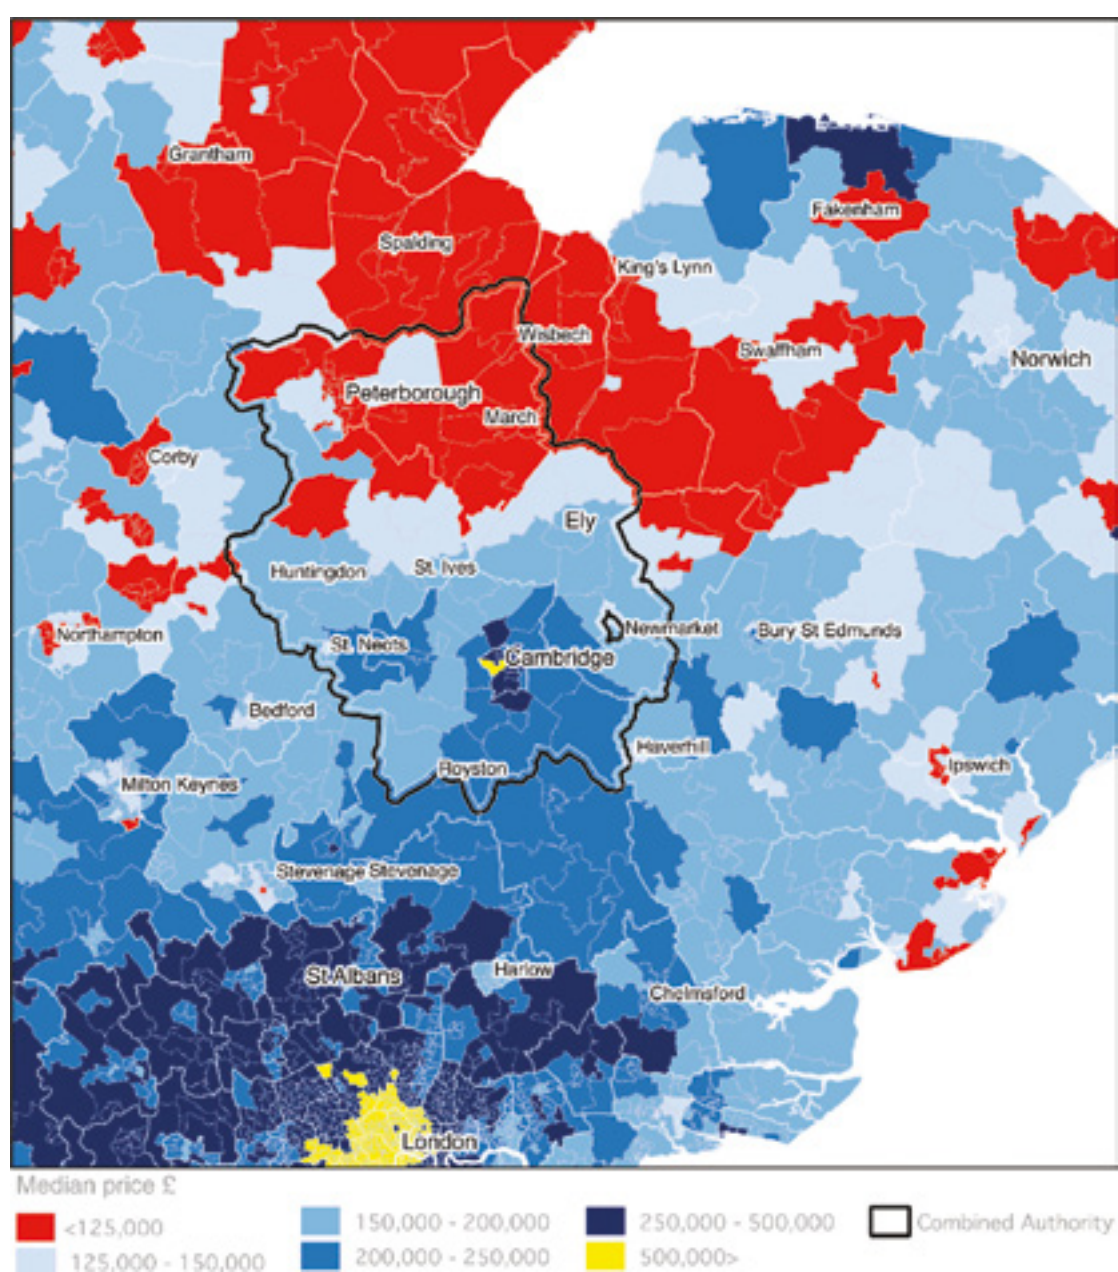 Grantham
Fakenham
Spalding
King's Lynn
Wisbech
Swaffham
Norwich
Peterborough
March
Corby
Ely
Huntingdon
St. Ives
Northampton
St. Neots
Newmarket
Bury St Edmunds
Cambridge
Bedford
Haverhill
Royston
Ipswich
Milton Keynes
Stevenage Stevenage
St Albans
Harlow
Chelmsford
London
Median price £
<125,000
150,000 - 200,000
250,000 - 500,000
Combined Authority
125,000 - 150,000
200,000 - 250,000
500,000>